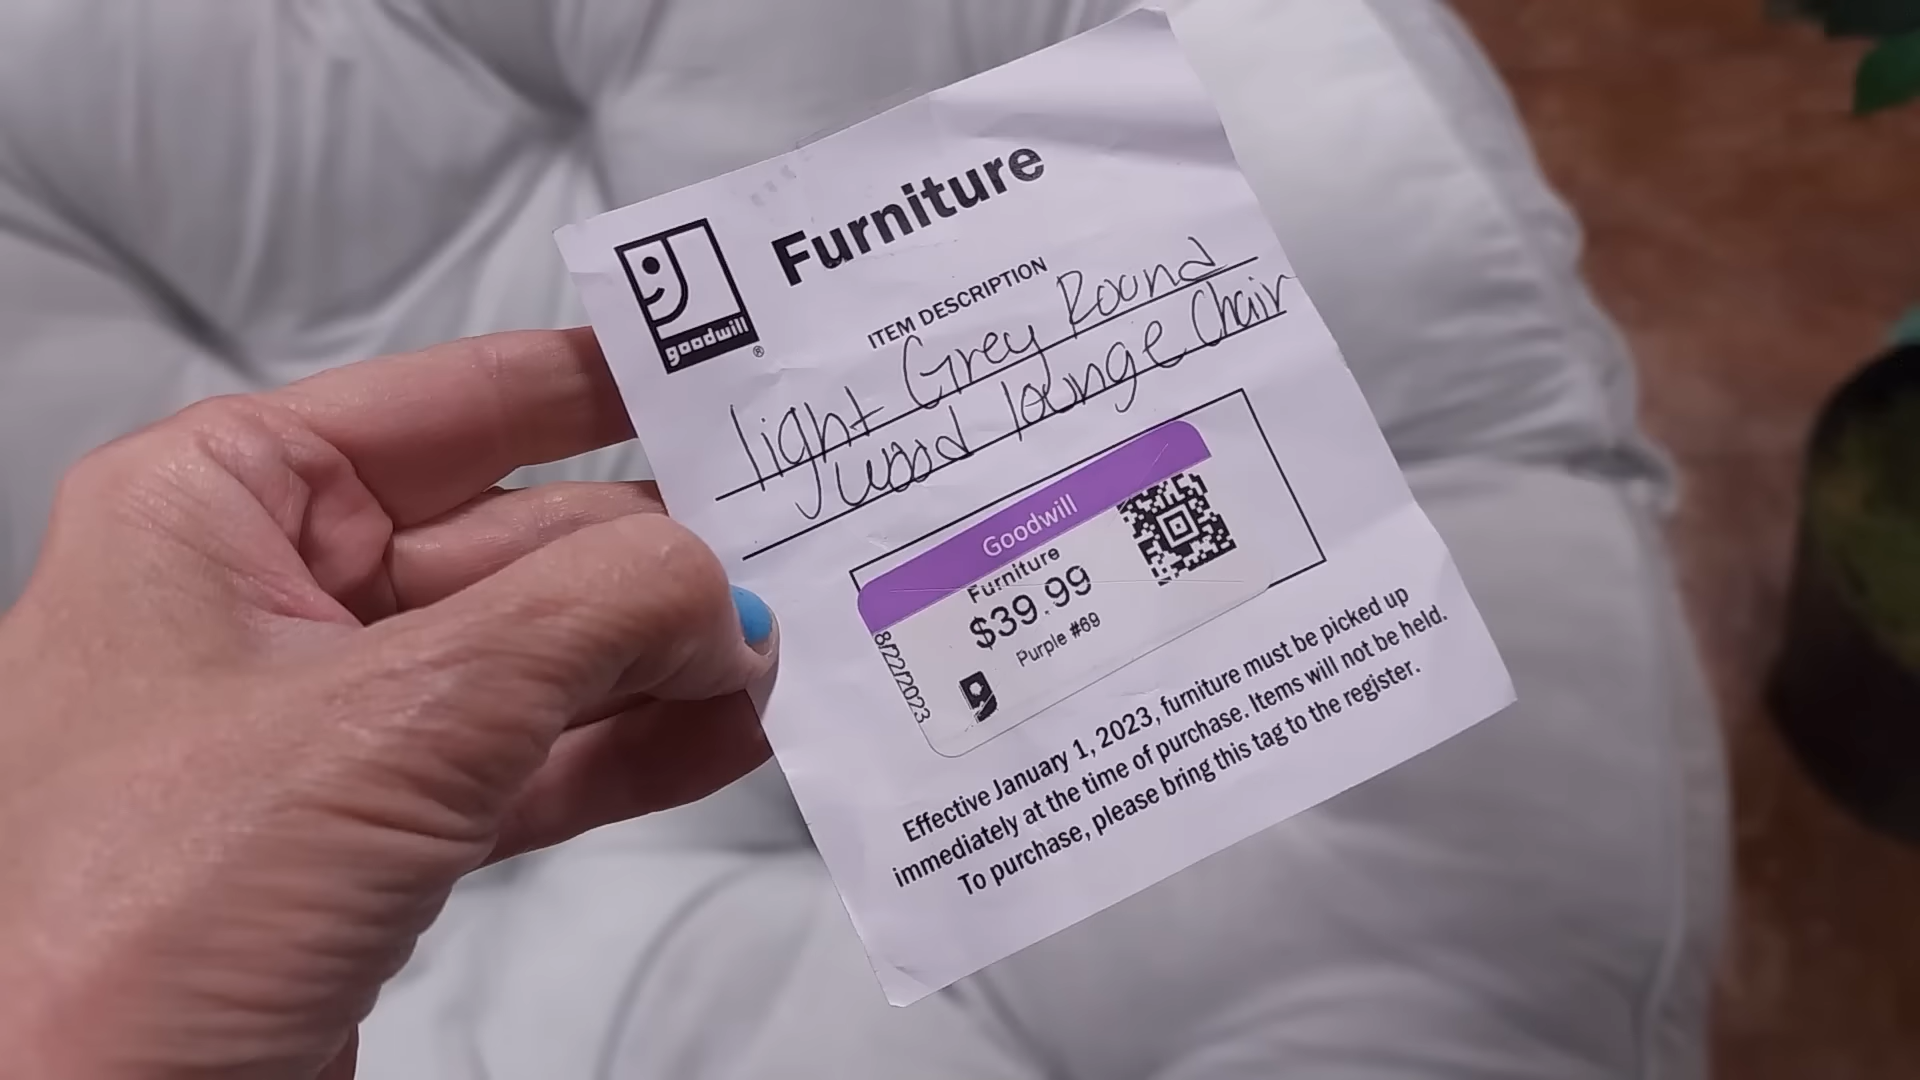 goodwill®
Furniture
ITEM DESCRIPTION
light Grey Round
wood lounge Chair
Goodwill
Furniture
$39.99
Purple #69
8/22/2023
Effective January 1, 2023, furniture must be picked up
immediately at the time of purchase. Items will not be held.
To purchase, please bring this tag to the register.